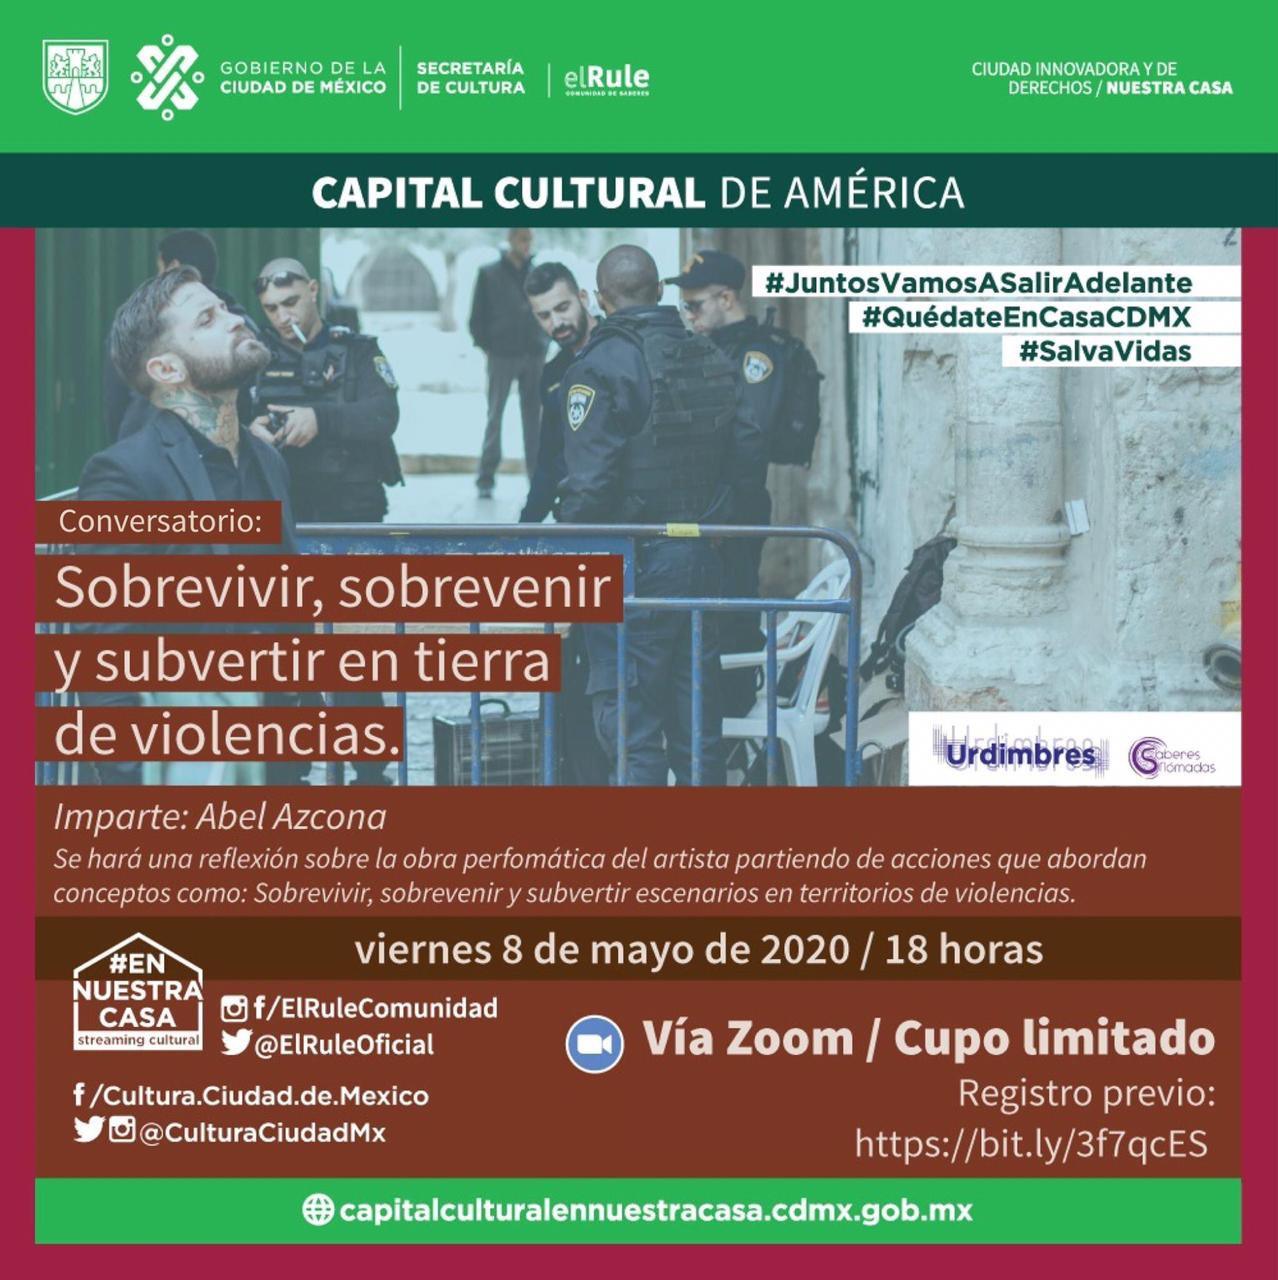 GOBIERNO DE LA
CIUDAD DE MÉXICO
SECRETARÍA
DE CULTURA
elRule
COMUNIDAD DE SABERES
CIUDAD INNOVADORA Y DE
DERECHOS / NUESTRA CASA
CAPITAL CULTURAL DE AMÉRICA
#JuntosVamosASalirAdelante
#QuédateEnCasaCDMX
#SalvaVidas
Conversatorio:
Sobrevivir, sobrevenir
y subvertir en tierra
de violencias.
Urdimbres
Saberes
nómadas
Imparte: Abel Azcona
Se hará una reflexión sobre la obra perfomática del artista partiendo de acciones que abordan
conceptos como: Sobrevivir, sobrevenir y subvertir escenarios en territorios de violencias.
viernes 8 de mayo de 2020 / 18 horas
#EN
NUESTRA
CASA
streaming cultural
f/ElRuleComunidad
@ElRuleOficial
f/Cultura.Ciudad.de.Mexico
@CulturaCiudadMx
Vía Zoom / Cupo limitado
Registro previo:
https://bit.ly/3f7qcES
capitalculturalennuestracasa.cdmx.gob.mx